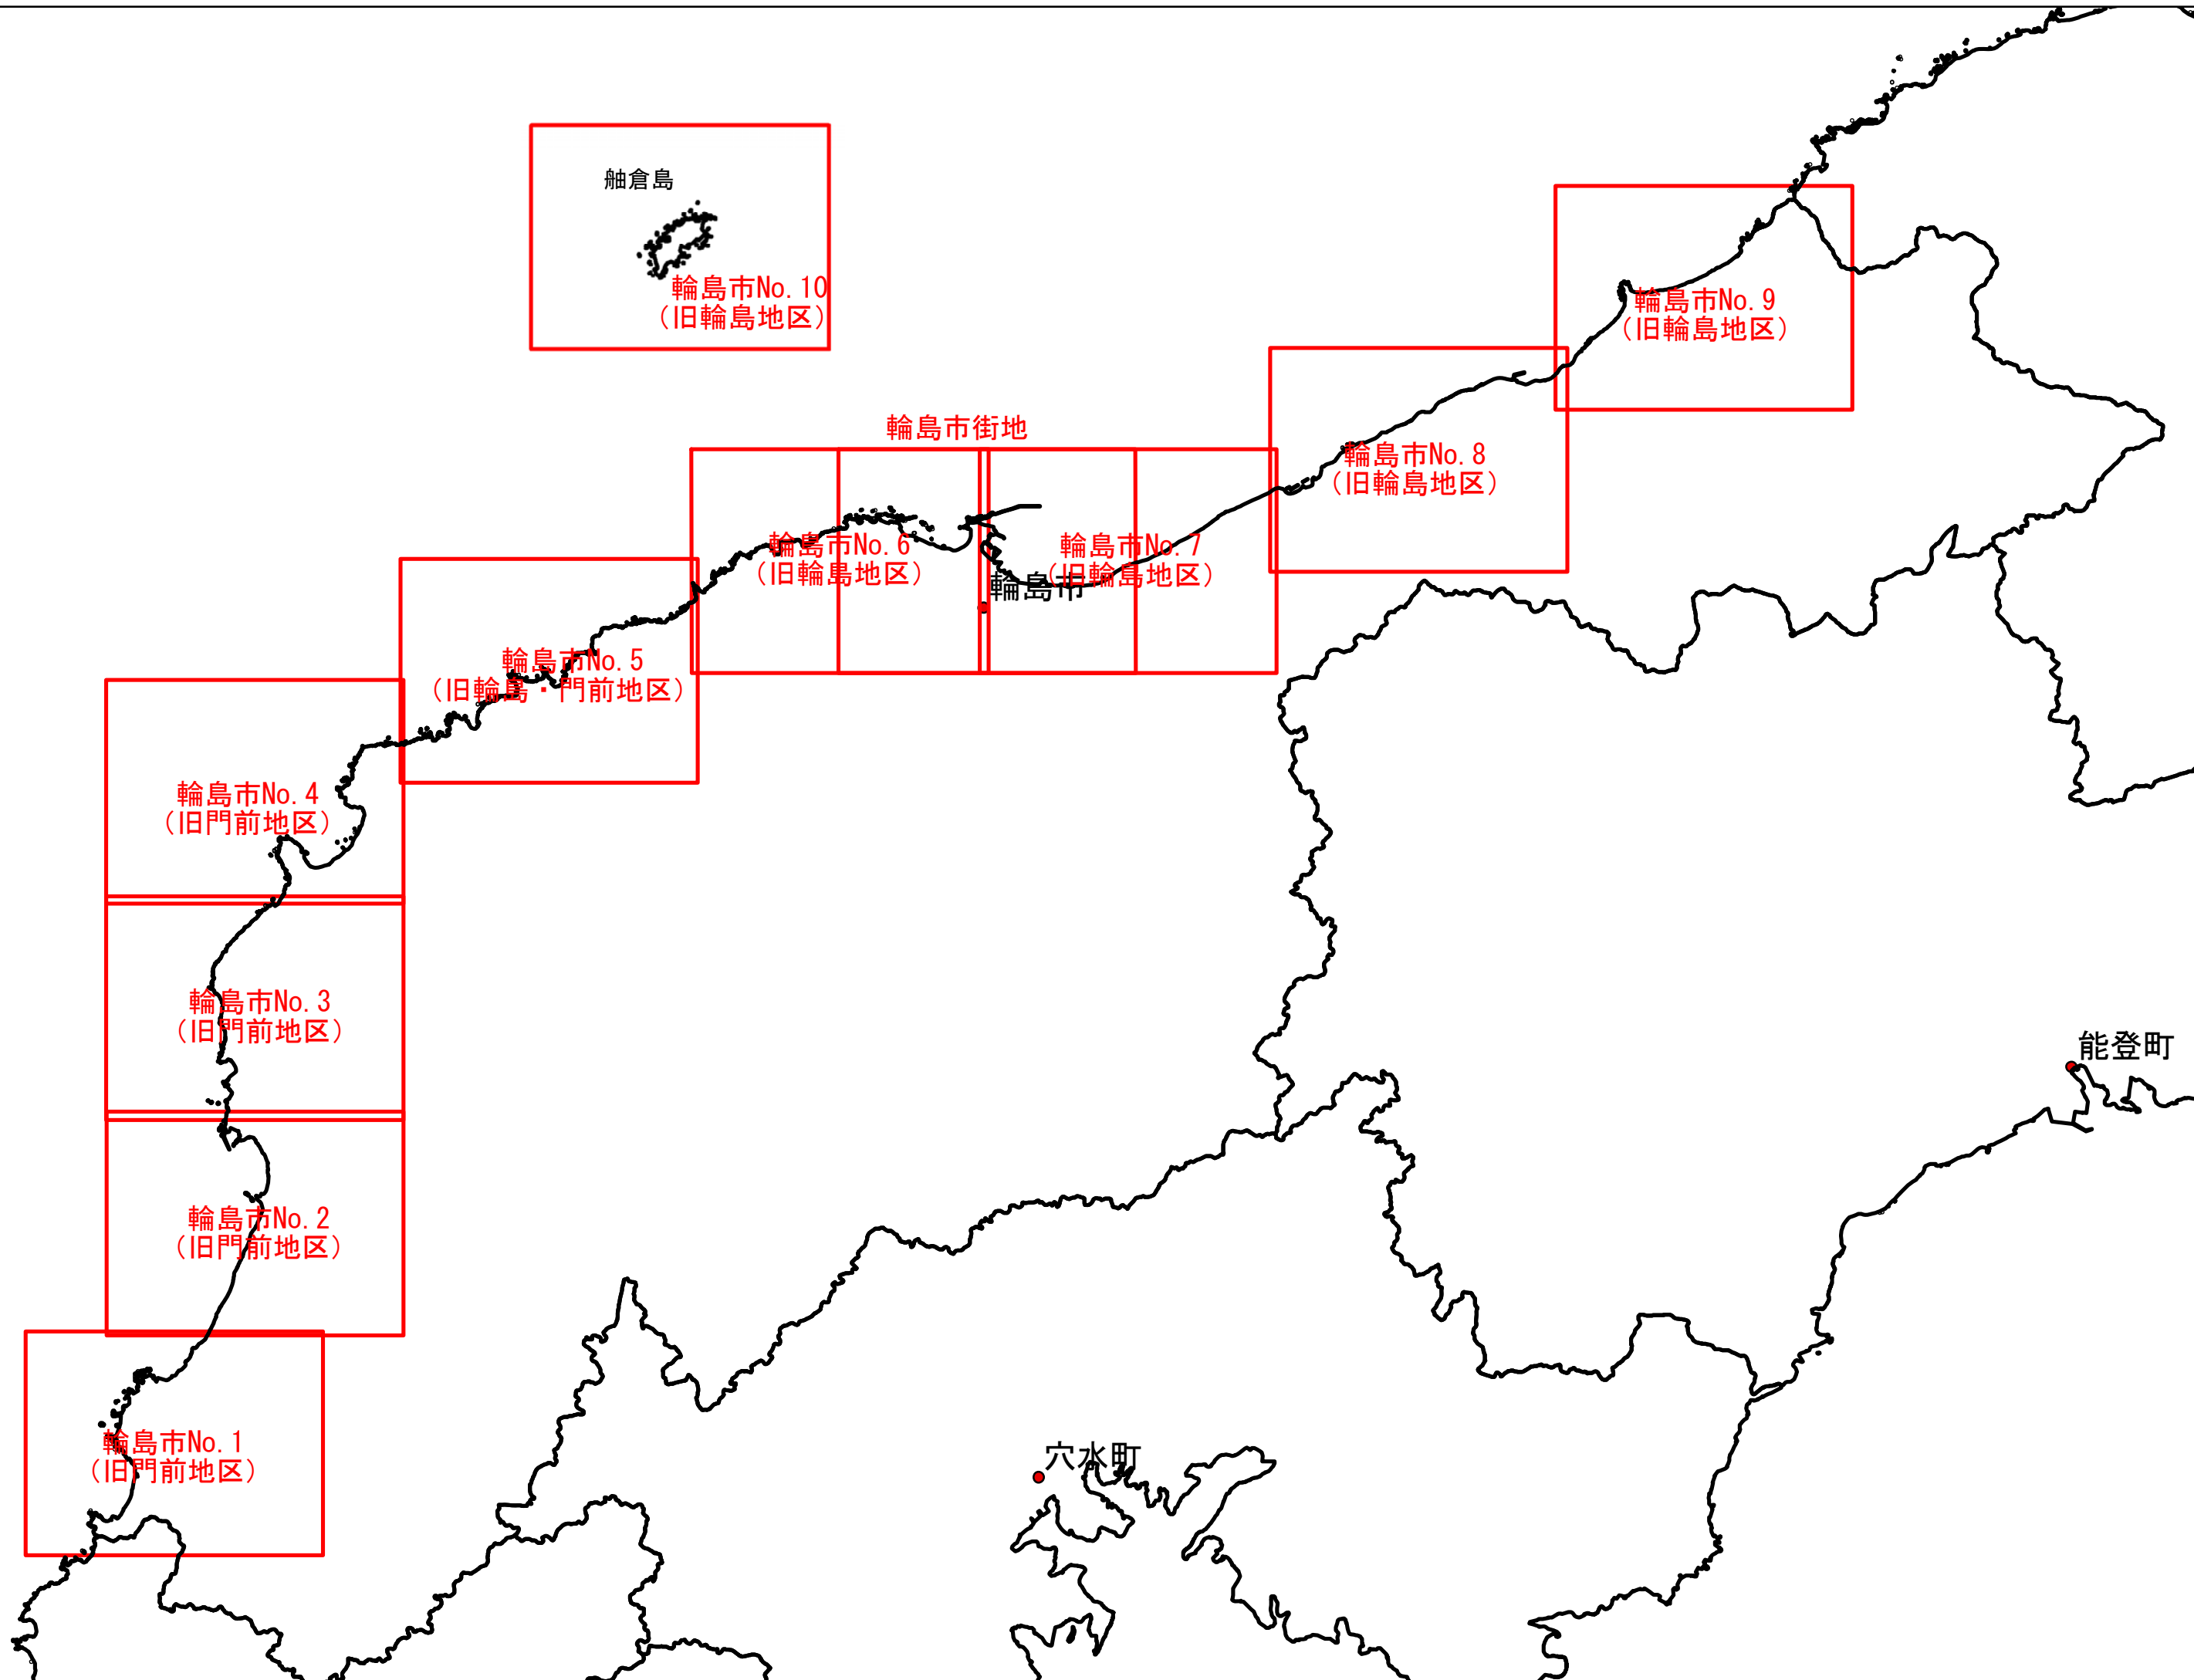 舳倉島
輪島市No.10
(旧輪島地区)
輪島市No.9
(旧輪島地区)
輪島市街地
輪島市No.8
(旧輪島地区)
輪島市No.6
(旧輪島地区)
輪島市No.7
(旧輪島地区)
輪島市
輪島市No.5
(旧輪島・門前地区)
輪島市No.4
(旧門前地区)
輪島市No.3
(旧門前地区)
能登町
輪島市No.2
(旧門前地区)
輪島市No.1
(旧門前地区)
穴水町